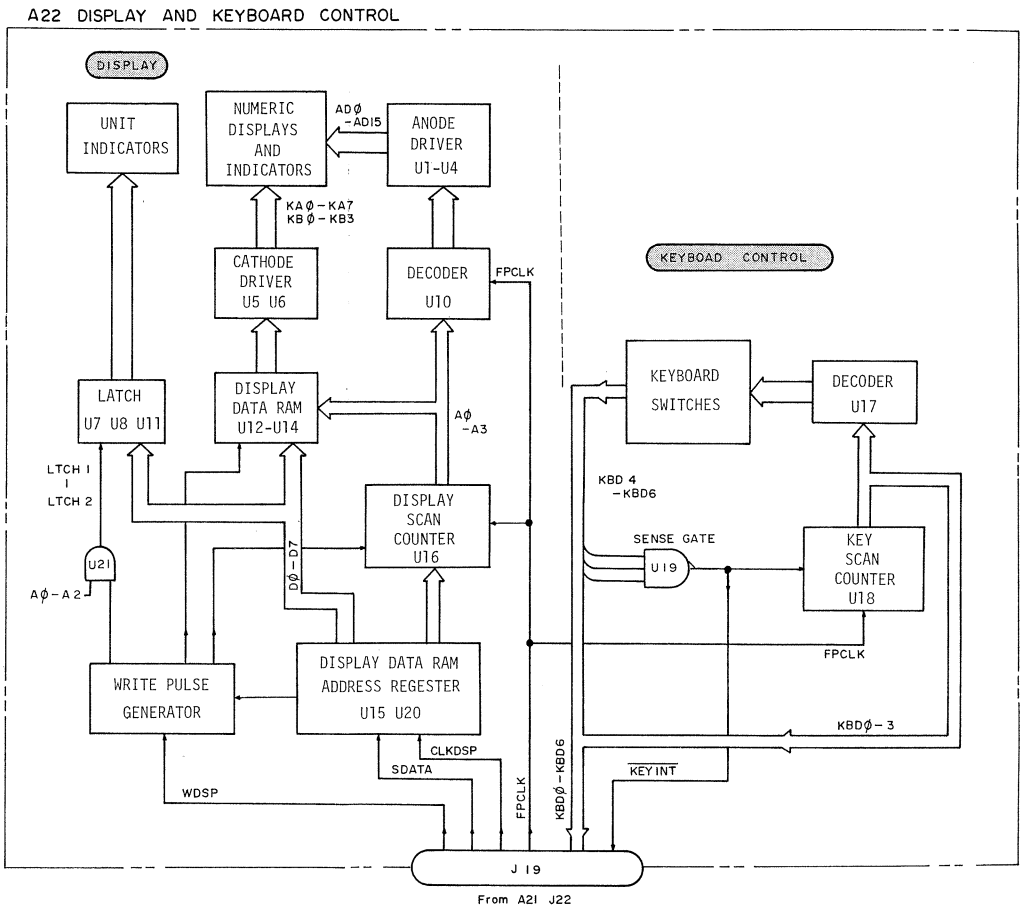 A22 DISPLAY AND KEYBOARD CONTROL
DISPLAY
UNIT
INDICATORS
NUMERIC
DISPLAYS
AND
INDICATORS
ADØ
-AD15
ANODE
DRIVER
U1-U4
KAØ-KA7
KBØ-KB3
CATHODE
DRIVER
U5 U6
DECODER
U10
FPCLK
KEYBOAD CONTROL
LATCH
U7 U8 U11
DISPLAY
DATA RAM
U12-U14
AØ
-A3
KEYBOARD
SWITCHES
DECODER
U17
LTCH 1
|
LTCH 2
U21
AØ-A2
DØ-D7
DISPLAY
SCAN
COUNTER
U16
KBD 4
-KBD6
SENSE GATE
U19
KEY
SCAN
COUNTER
U18
FPCLK
WRITE PULSE
GENERATOR
DISPLAY DATA RAM
ADDRESS REGESTER
U15 U20
KBDØ-3
CLKDSP
SDATA
WDSP
FPCLK
KBDØ-KBD6
KEYINT
J19
From A21 J22